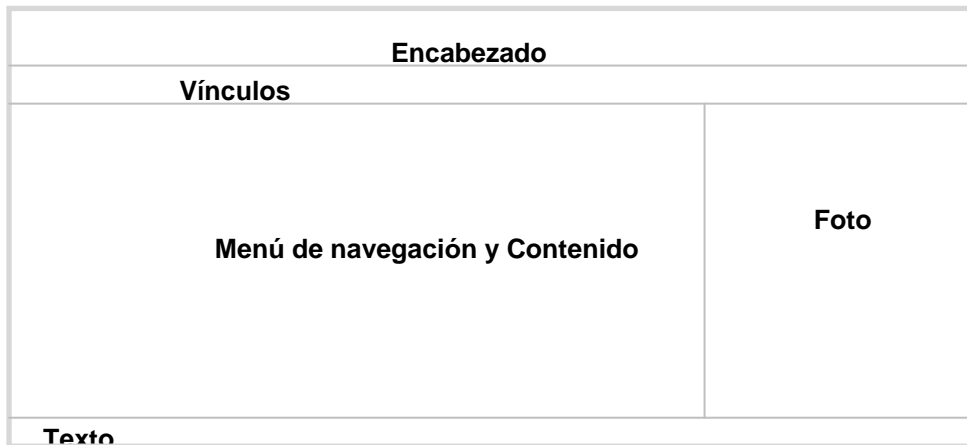 Encabezado
Vínculos
Foto
Menú de navegación y Contenido
Texto